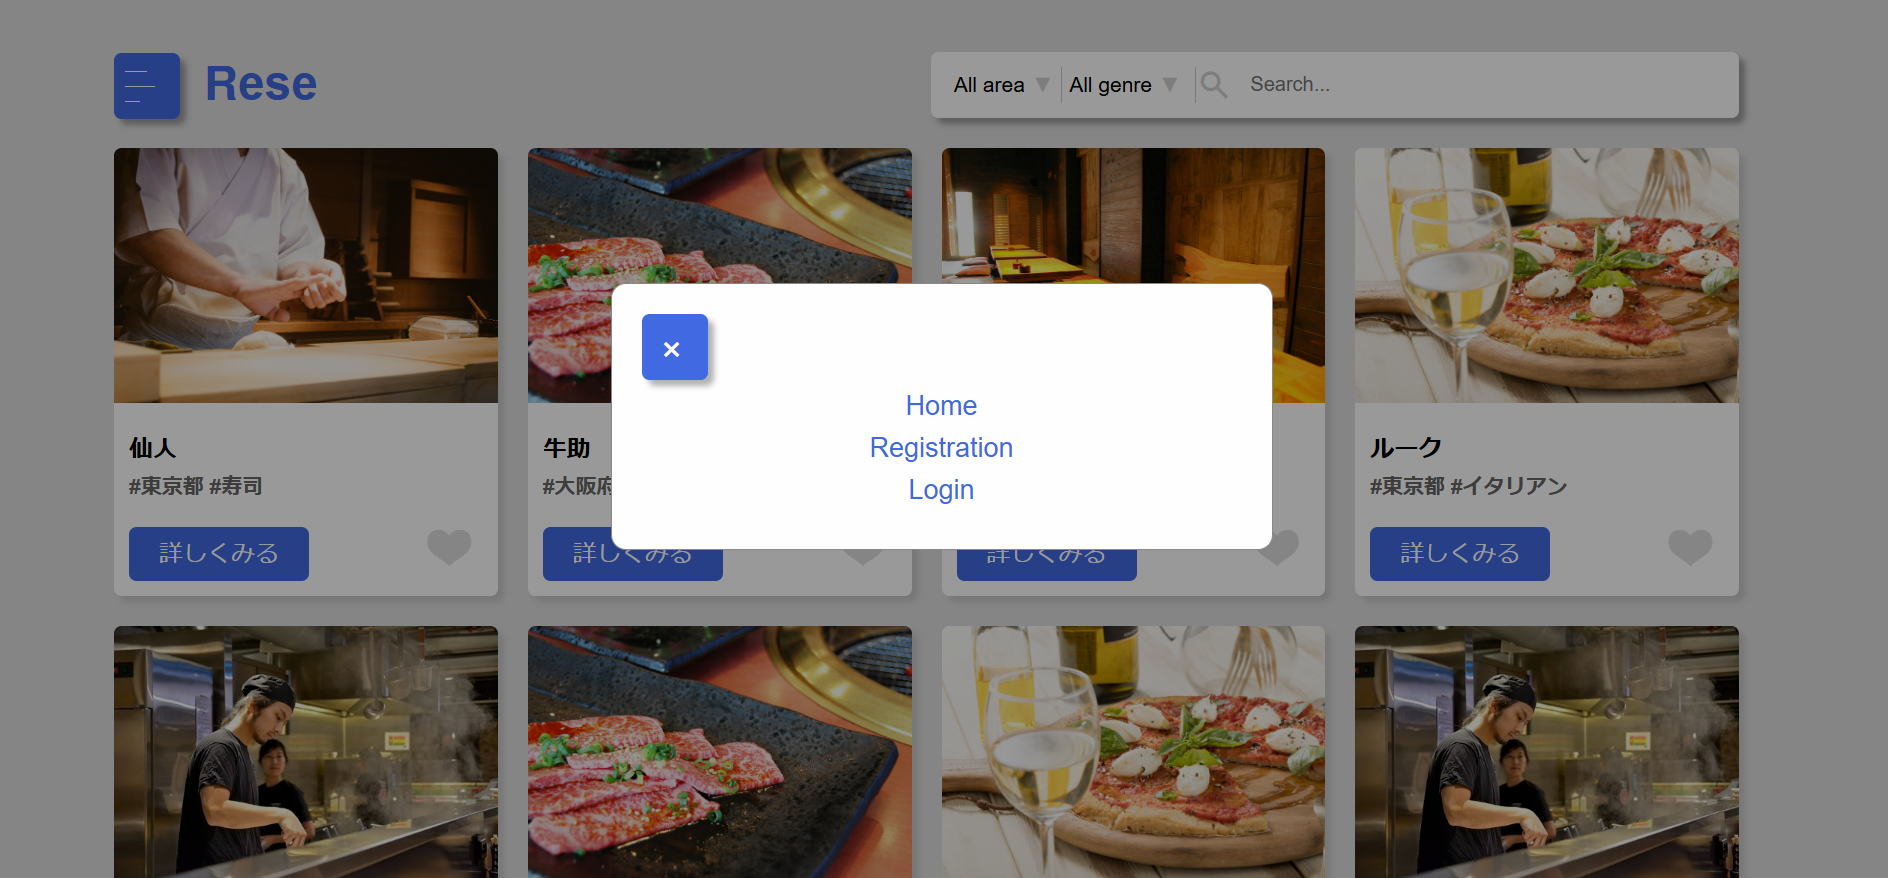 Rese
All area ▼ All genre ▼ Search...
×
Home
Registration
Login
仙人
#東京都 #寿司
詳しくみる
牛助
#大阪府
詳しくみる
詳しくみる
ルーク
#東京都 #イタリアン
詳しくみる